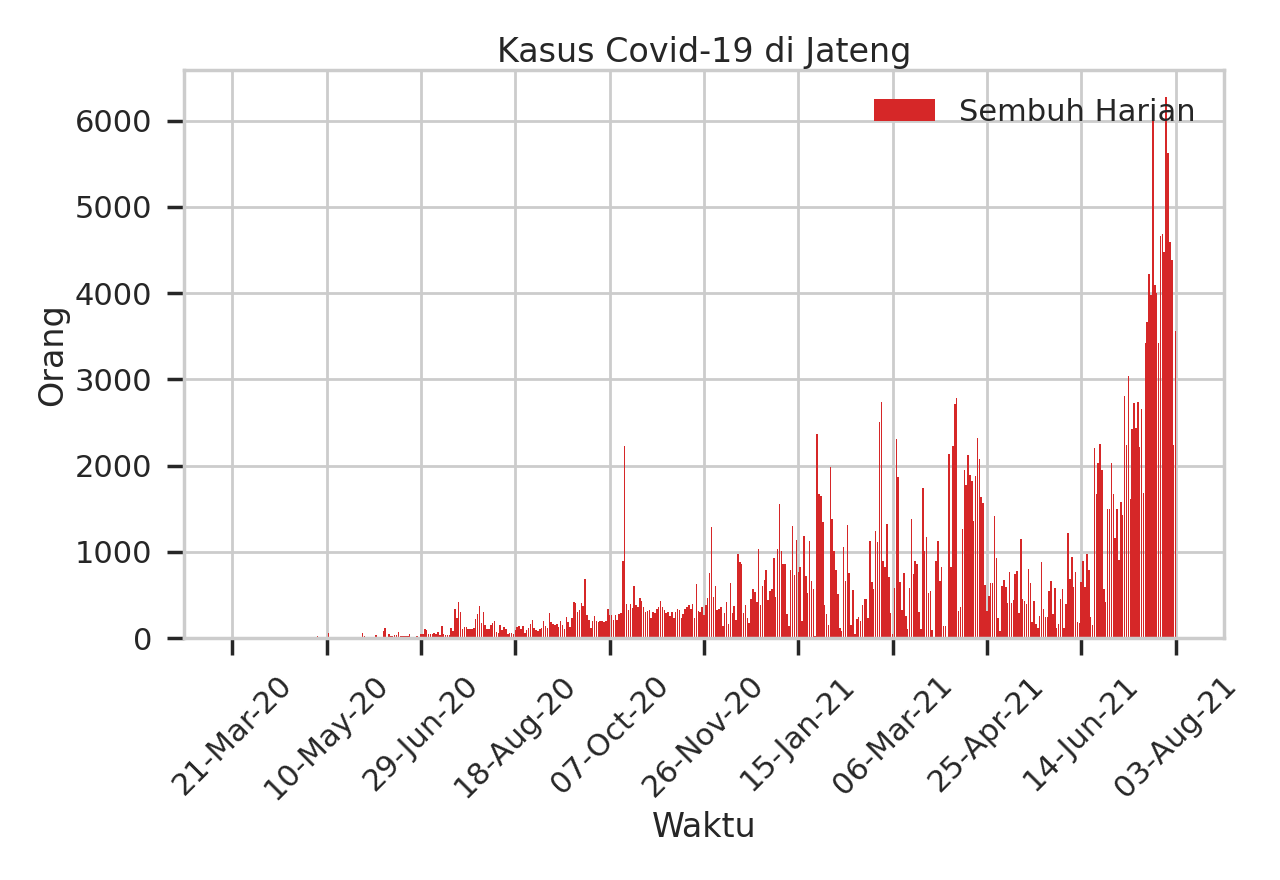 Kasus Covid-19 di Jateng
Sembuh Harian
Orang
6000
5000
4000
3000
2000
1000
0
21-Mar-20
10-May-20
29-Jun-20
18-Aug-20
07-Oct-20
26-Nov-20
15-Jan-21
06-Mar-21
25-Apr-21
14-Jun-21
03-Aug-21
Waktu